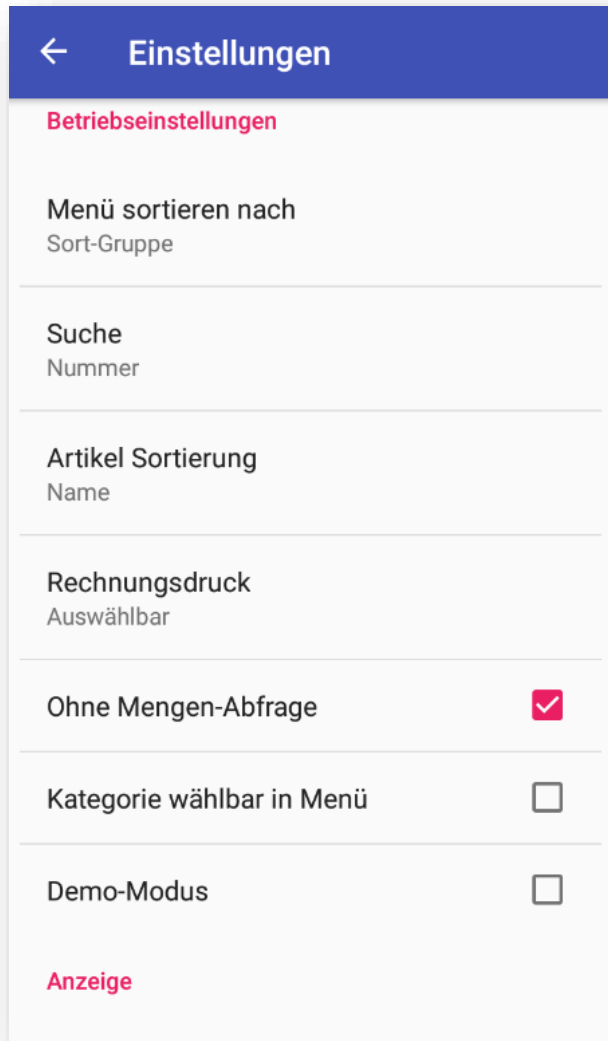 Einstellungen
Betriebseinstellungen
Menü sortieren nach
Sort-Gruppe
Suche
Nummer
Artikel Sortierung
Name
Rechnungsdruck
Auswählbar
Ohne Mengen-Abfrage
Kategorie wählbar in Menü
Demo-Modus
Anzeige